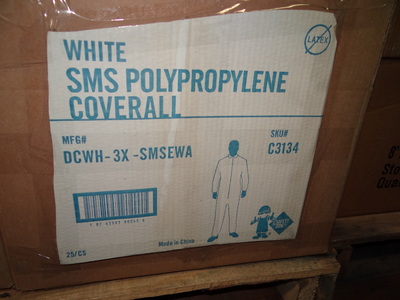 WHITE
LATEX
SMS POLYPROPYLENE
COVERALL
MFG#
SKU#
DCWH-3X-SMSEWA
C3134
Made in China
25/CS